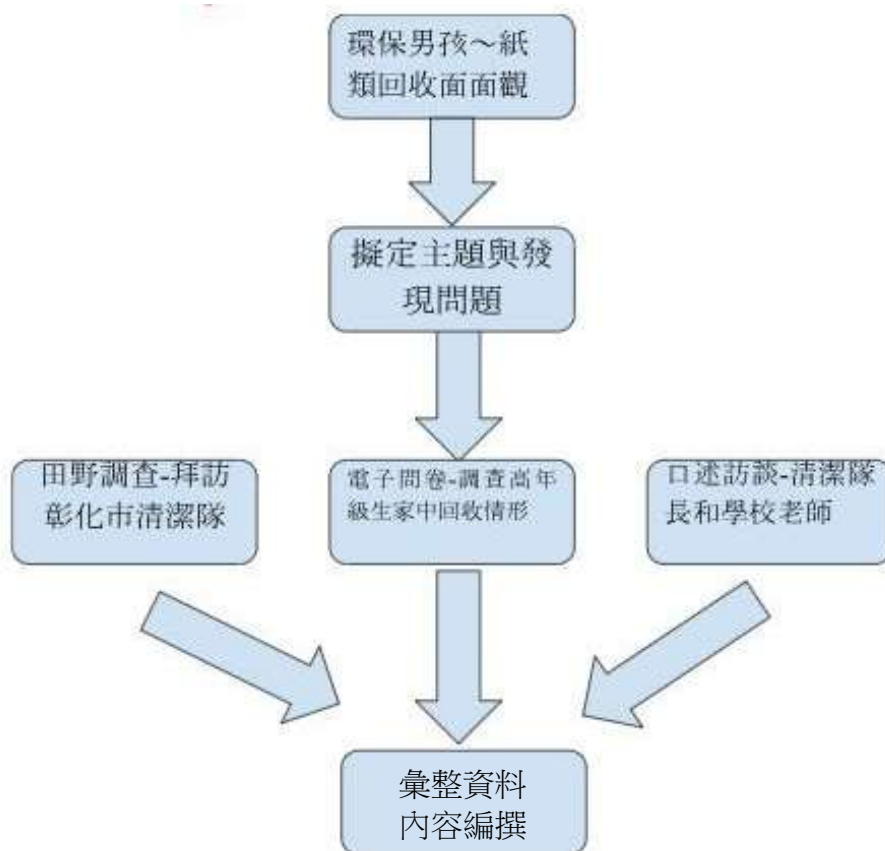 環保男孩～紙
類回收面面觀
擬定主題與發
現問題
田野調查-拜訪
彰化市清潔隊
電子問卷-調查高年
級生家中回收情形
口述訪談-清潔隊
長和學校老師
彙整資料
內容編撰